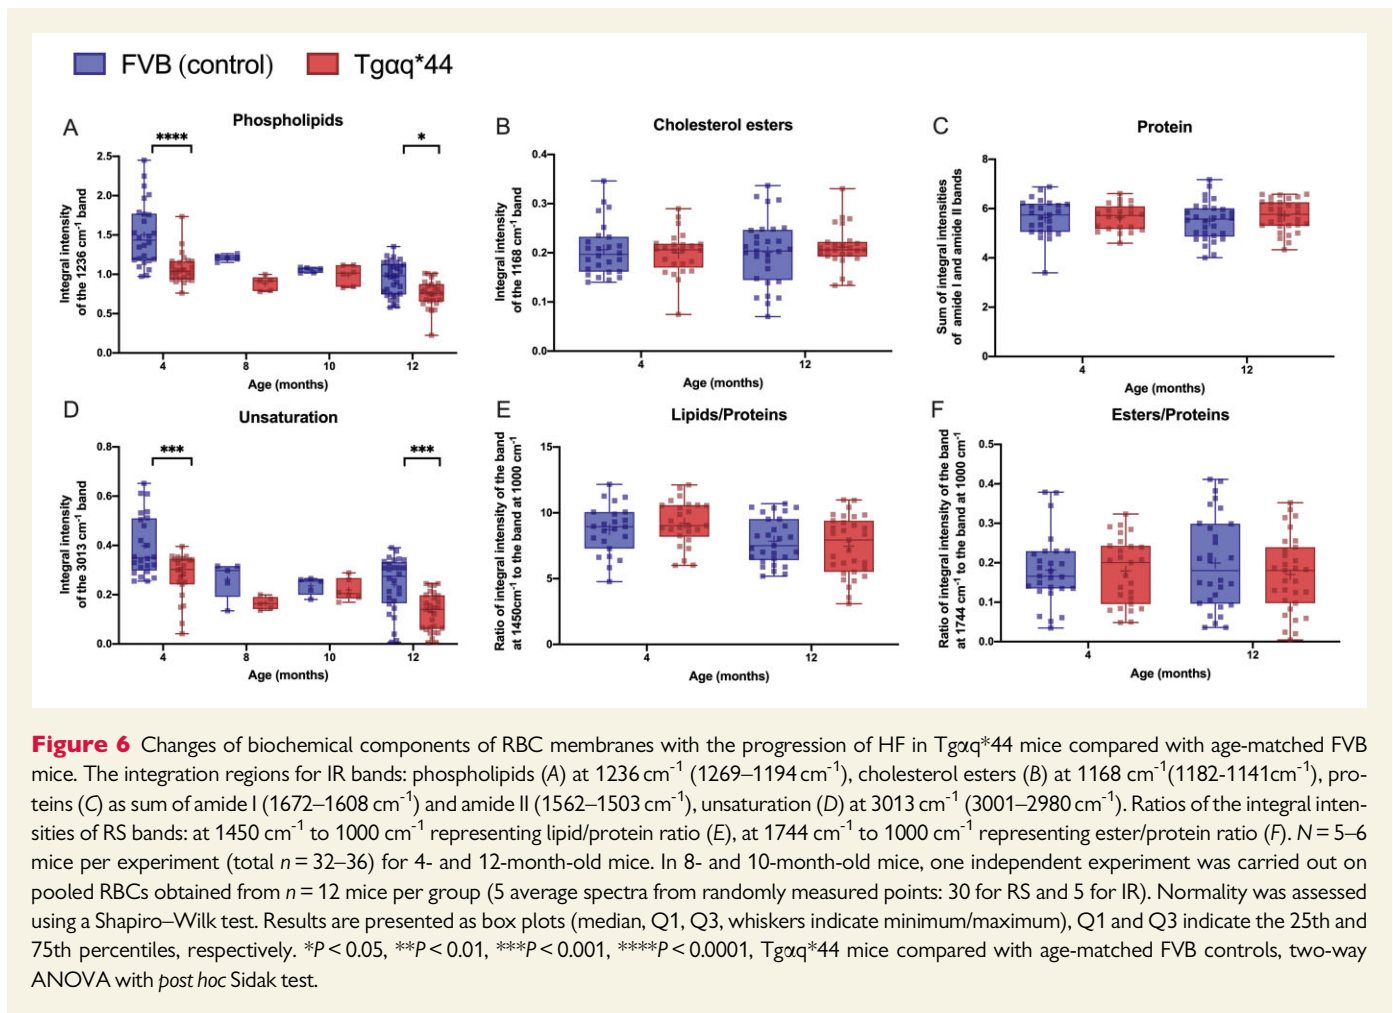 FVB (control)
Tgαq*44
A
Phospholipids
****
*
2.5
2.0
1.5
1.0
0.5
0.0
Integral intensity
of the 1236 cm⁻¹ band
4
8
10
12
Age (months)
B
Cholesterol esters
0.4
0.3
0.2
0.1
0.0
Integral intensity
of the 1168 cm⁻¹ band
4
12
Age (months)
C
Protein
8
6
4
2
0
Sum of integral intensities
of amide I and amide II bands
4
12
Age (months)
D
Unsaturation
***
***
0.8
0.6
0.4
0.2
0.0
Integral intensity
of the 3013 cm⁻¹ band
4
8
10
12
Age (months)
E
Lipids/Proteins
15
10
5
0
Ratio of integral intensity of the band
at 1450cm⁻¹ to the band at 1000 cm⁻¹
4
12
Age (months)
F
Esters/Proteins
0.5
0.4
0.3
0.2
0.1
0.0
Ratio of integral intensity of the band
at 1744 cm⁻¹ to the band at 1000 cm⁻¹
4
12
Age (months)
Figure 6 Changes of biochemical components of RBC membranes with the progression of HF in Tgαq*44 mice compared with age-matched FVB
mice. The integration regions for IR bands: phospholipids (A) at 1236 cm⁻¹ (1269–1194 cm⁻¹), cholesterol esters (B) at 1168 cm⁻¹(1182-1141cm⁻¹), pro-
teins (C) as sum of amide I (1672–1608 cm⁻¹) and amide II (1562–1503 cm⁻¹), unsaturation (D) at 3013 cm⁻¹ (3001–2980 cm⁻¹). Ratios of the integral inten-
sities of RS bands: at 1450 cm⁻¹ to 1000 cm⁻¹ representing lipid/protein ratio (E), at 1744 cm⁻¹ to 1000 cm⁻¹ representing ester/protein ratio (F). N = 5–6
mice per experiment (total n = 32–36) for 4- and 12-month-old mice. In 8- and 10-month-old mice, one independent experiment was carried out on
pooled RBCs obtained from n = 12 mice per group (5 average spectra from randomly measured points: 30 for RS and 5 for IR). Normality was assessed
using a Shapiro–Wilk test. Results are presented as box plots (median, Q1, Q3, whiskers indicate minimum/maximum), Q1 and Q3 indicate the 25th and
75th percentiles, respectively. *P < 0.05, **P < 0.01, ***P < 0.001, ****P < 0.0001, Tgαq*44 mice compared with age-matched FVB controls, two-way
ANOVA with post hoc Sidak test.